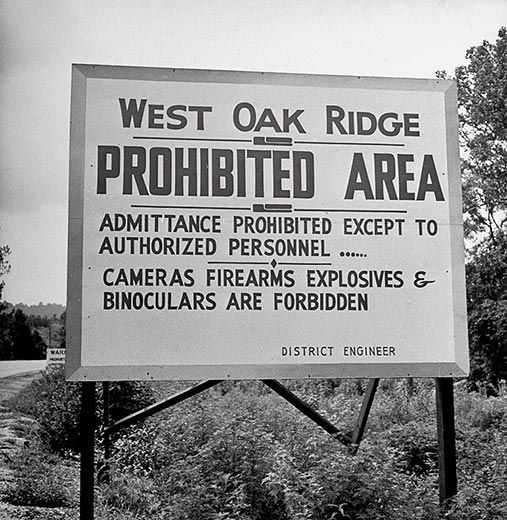 WEST OAK RIDGE
PROHIBITED AREA
ADMITTANCE PROHIBITED EXCEPT TO
AUTHORIZED PERSONNEL ......
CAMERAS FIREARMS EXPLOSIVES &
BINOCULARS ARE FORBIDDEN
DISTRICT ENGINEER